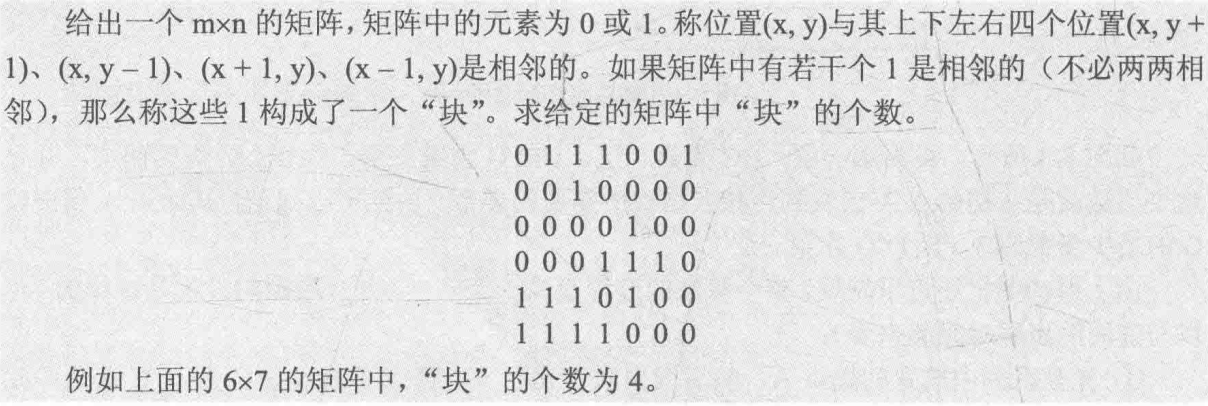 给出一个 m×n 的矩阵,矩阵中的元素为 0 或 1。称位置(x, y)与其上下左右四个位置(x, y +
1)、(x, y – 1)、(x + 1, y)、(x – 1, y)是相邻的。如果矩阵中有若干个 1 是相邻的（不必两两相
邻），那么称这些 1 构成了一个“块”。求给定的矩阵中“块”的个数。
0 1 1 1 0 0 1
0 0 1 0 0 0 0
0 0 0 0 1 0 0
0 0 0 1 1 1 0
1 1 1 0 1 0 0
1 1 1 1 0 0 0
例如上面的 6×7 的矩阵中，“块”的个数为 4。